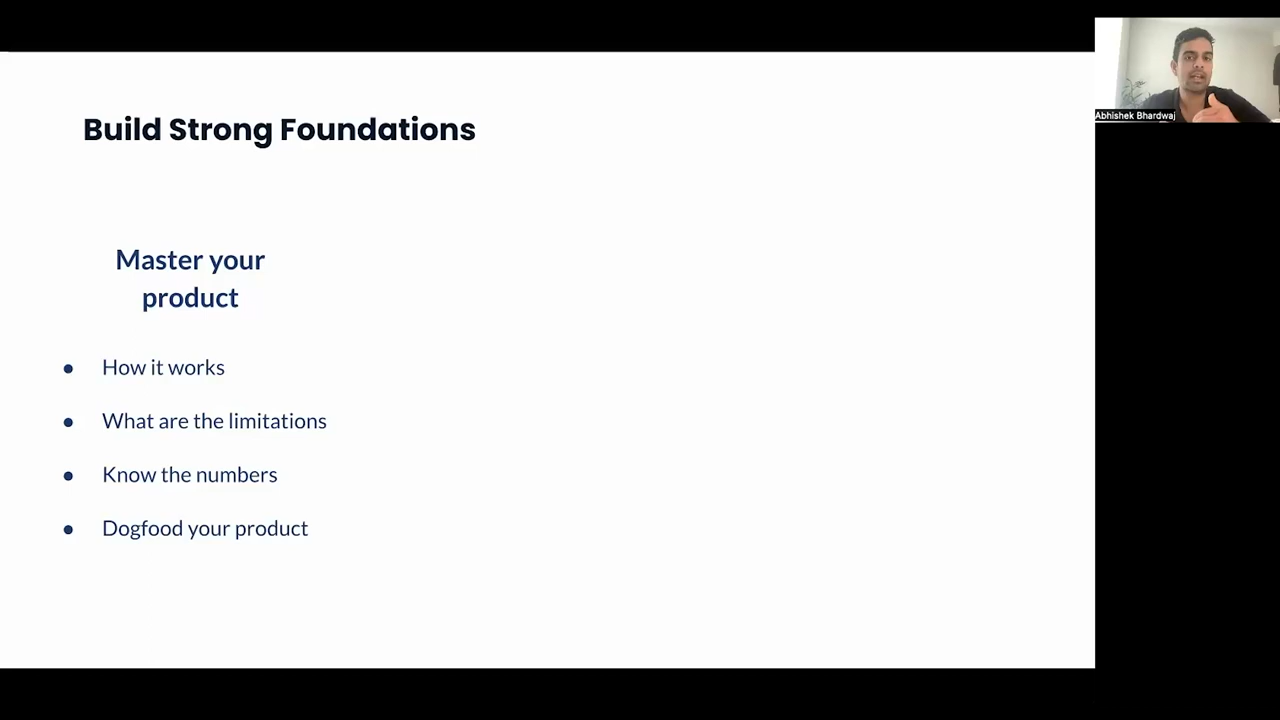 Build Strong Foundations
Abhishek Bhardwaj
Master your
product
● How it works
● What are the limitations
● Know the numbers
● Dogfood your product